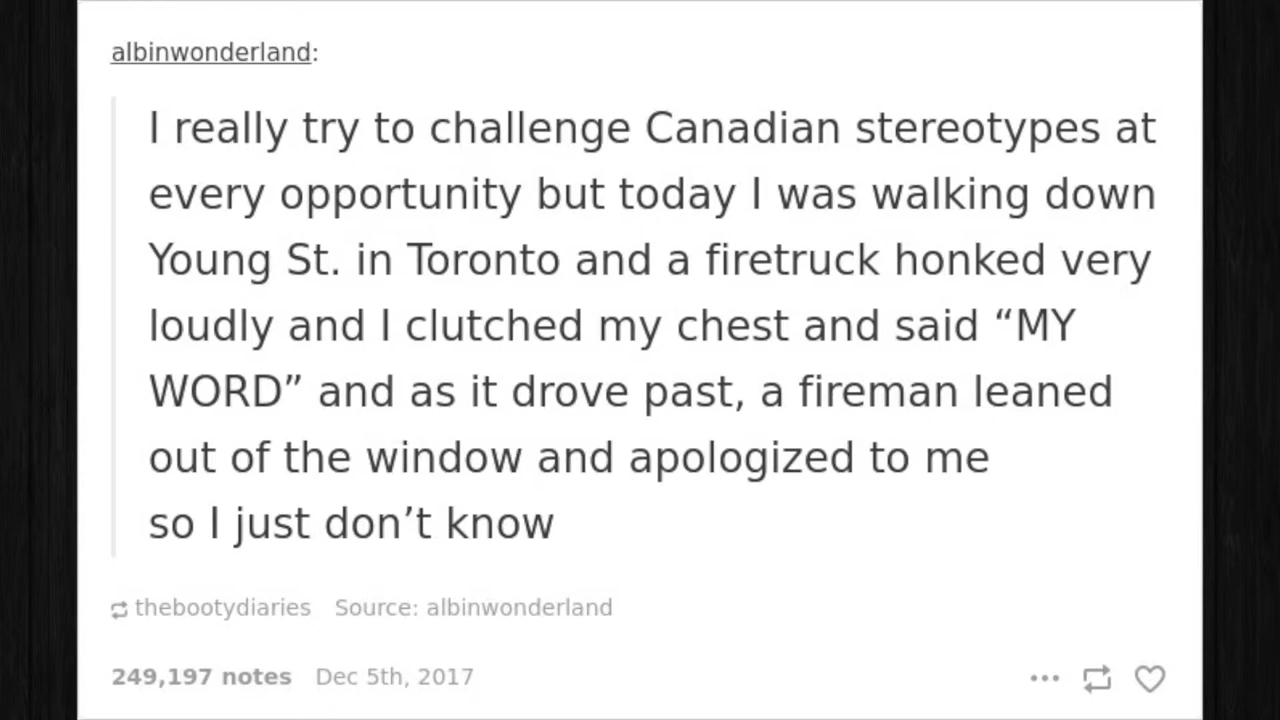 albinwonderland:
I really try to challenge Canadian stereotypes at
every opportunity but today I was walking down
Young St. in Toronto and a firetruck honked very
loudly and I clutched my chest and said “MY
WORD” and as it drove past, a fireman leaned
out of the window and apologized to me
so I just don’t know
thebootydiaries Source: albinwonderland
249,197 notes Dec 5th, 2017